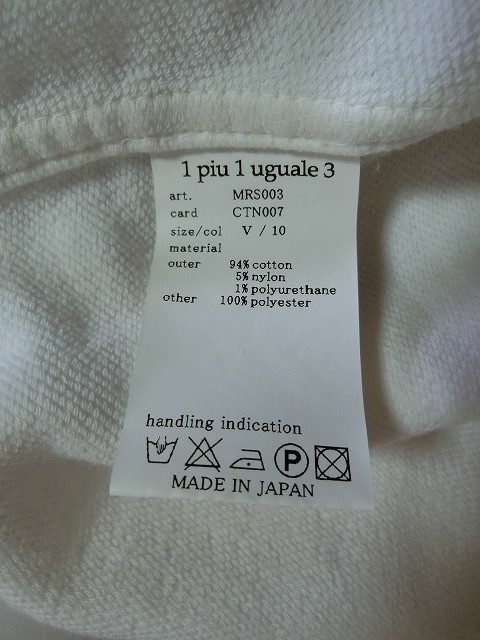 1 piu 1 uguale 3
art. MRS003
card CTN007
size/col V / 10
material
outer 94% cotton
5% nylon
1% polyurethane
other 100% polyester
handling indication
P
MADE IN JAPAN